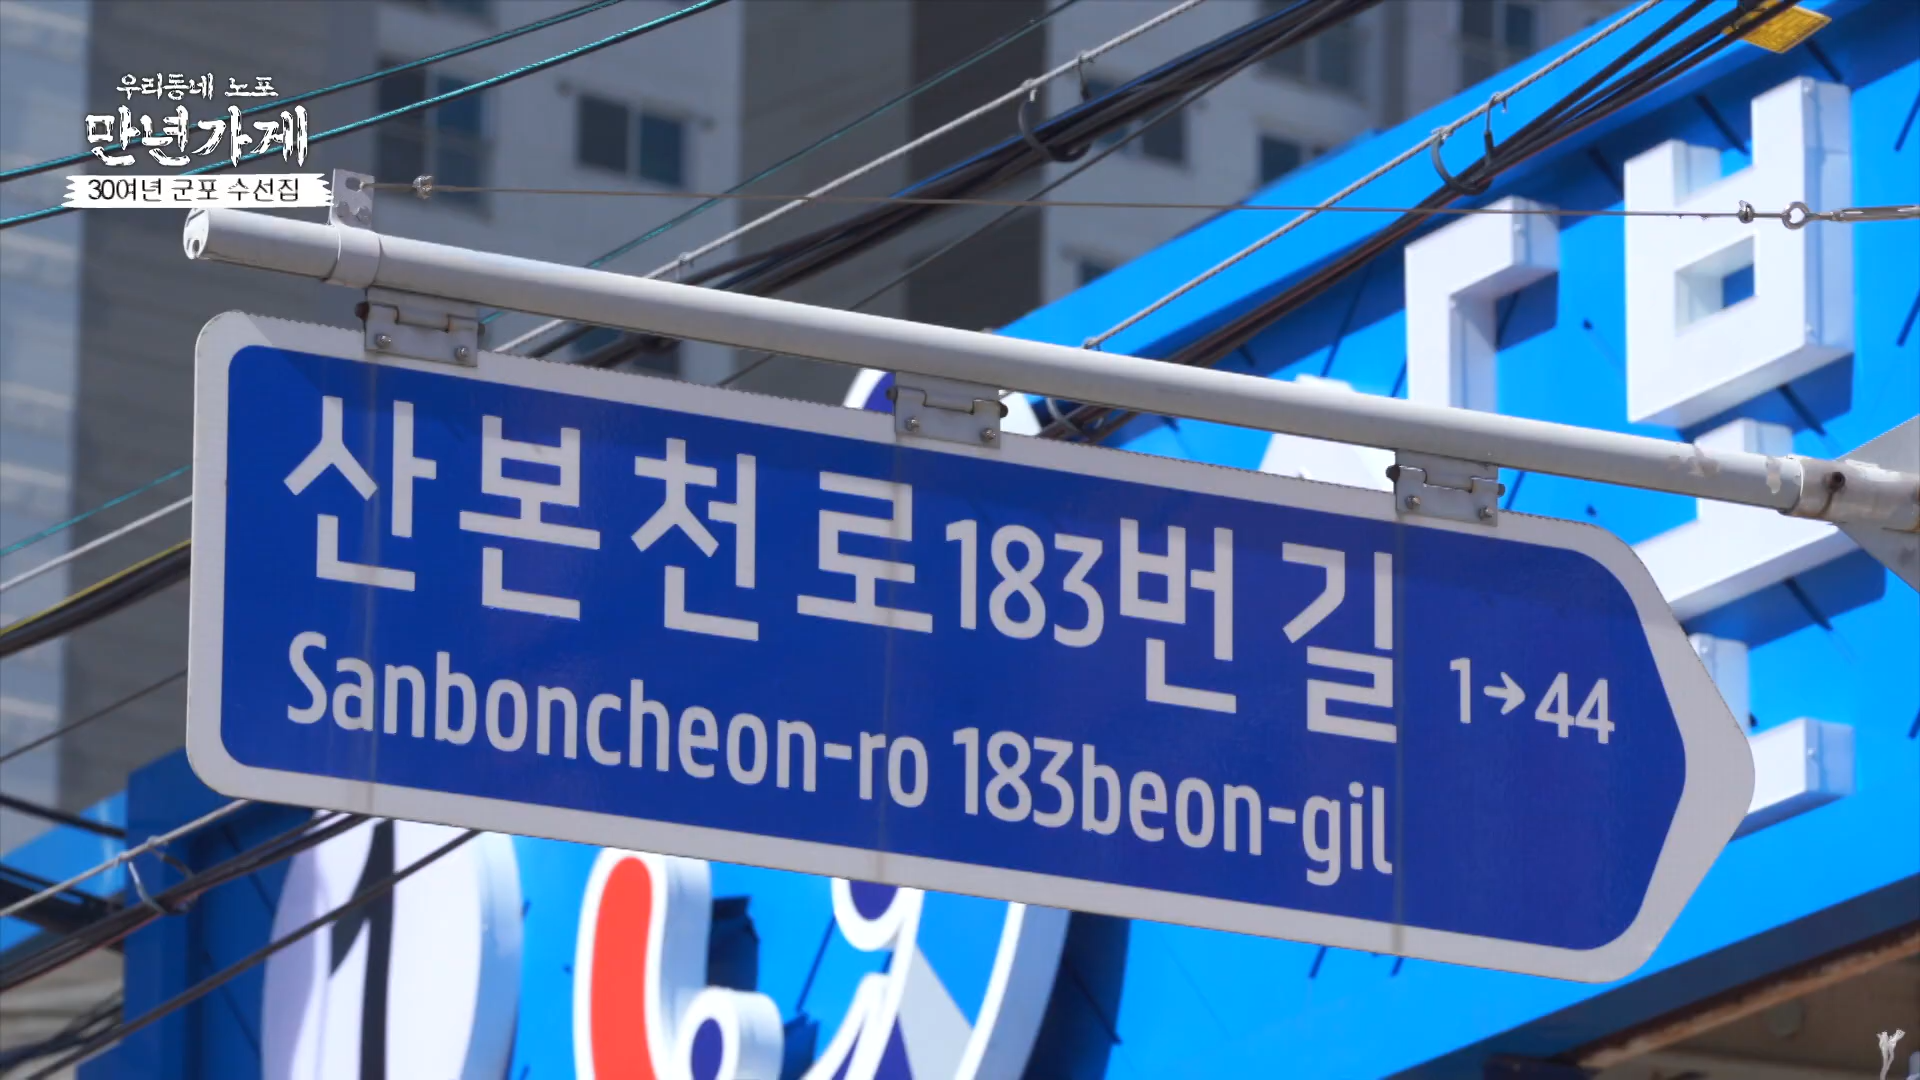 우리동네 노포
만년가게
30여년 군포 수선집
산본천로183번길 1→44
Sanboncheon-ro 183beon-gil